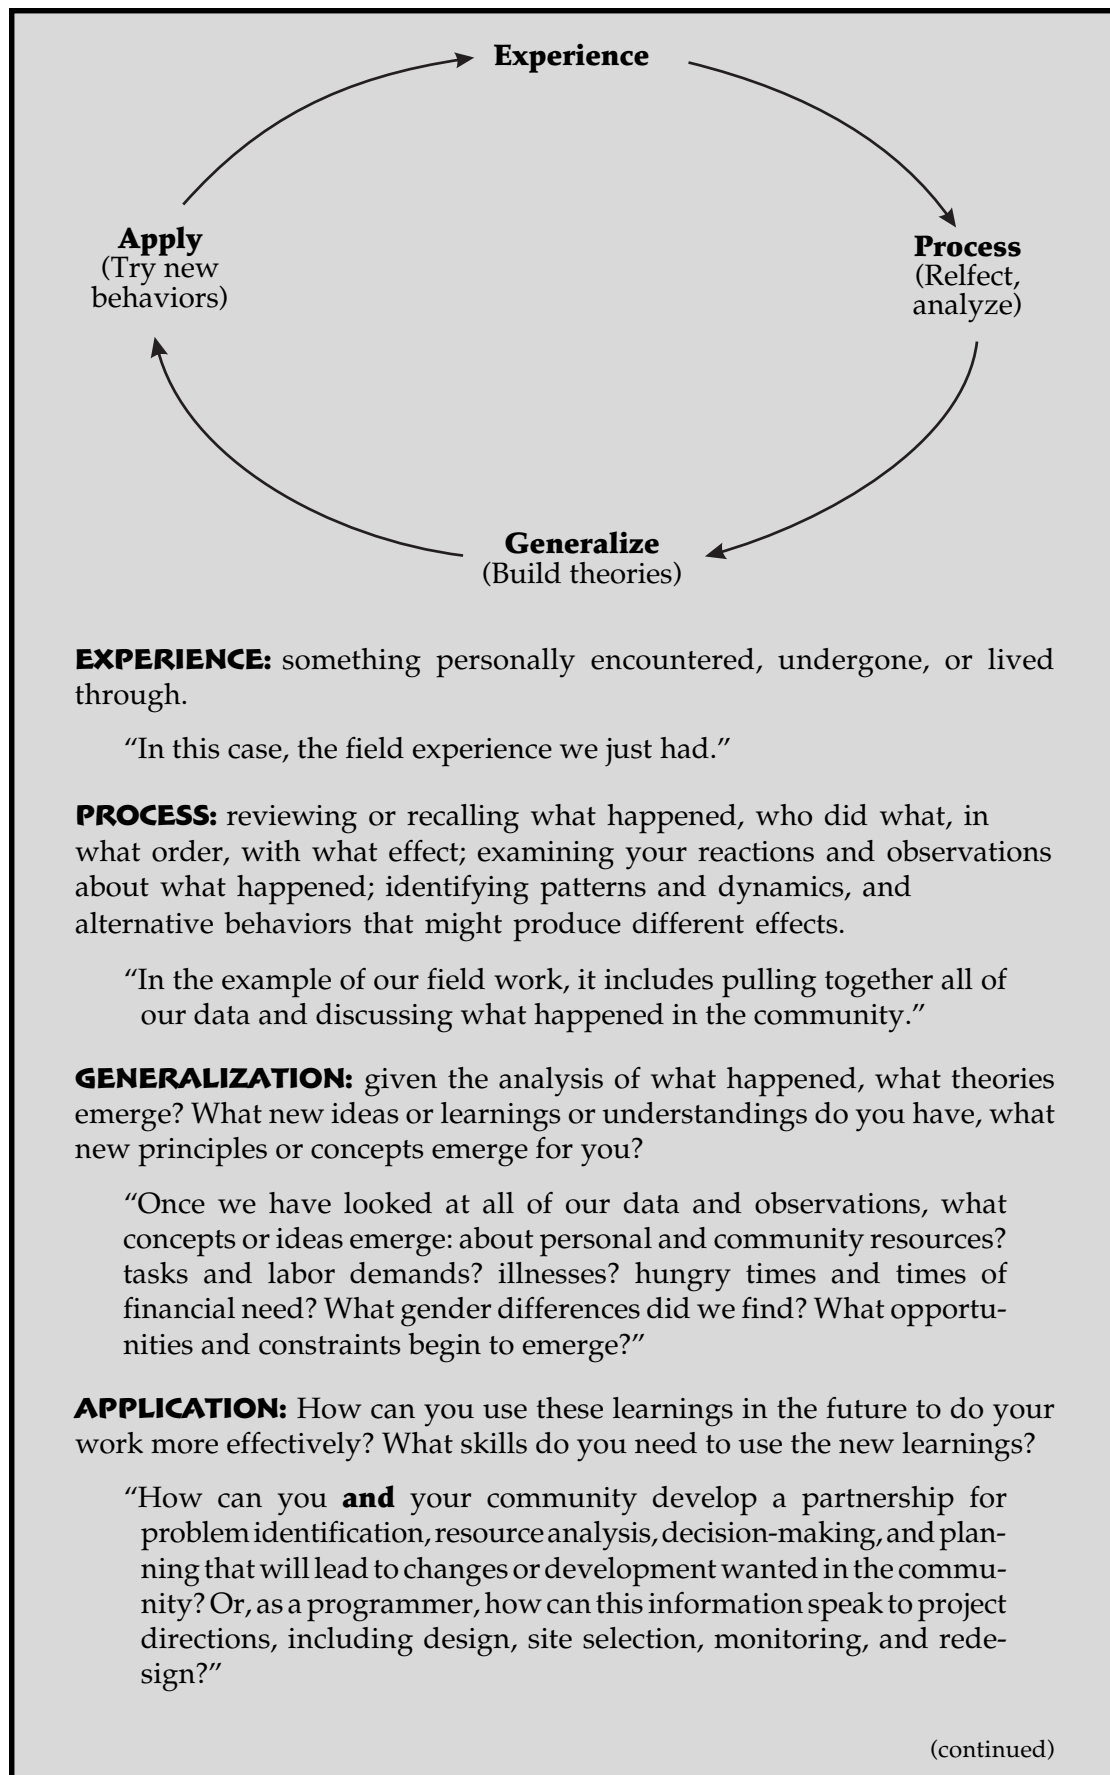 Experience
Apply
(Try new
behaviors)
Process
(Relfect,
analyze)
Generalize
(Build theories)
EXPERIENCE: something personally encountered, undergone, or lived
through.
“In this case, the field experience we just had.”
PROCESS: reviewing or recalling what happened, who did what, in
what order, with what effect; examining your reactions and observations
about what happened; identifying patterns and dynamics, and
alternative behaviors that might produce different effects.
“In the example of our field work, it includes pulling together all of
our data and discussing what happened in the community.”
GENERALIZATION: given the analysis of what happened, what theories
emerge? What new ideas or learnings or understandings do you have, what
new principles or concepts emerge for you?
“Once we have looked at all of our data and observations, what
concepts or ideas emerge: about personal and community resources?
tasks and labor demands? illnesses? hungry times and times of
financial need? What gender differences did we find? What opportu-
nities and constraints begin to emerge?”
APPLICATION: How can you use these learnings in the future to do your
work more effectively? What skills do you need to use the new learnings?
“How can you and your community develop a partnership for
problem identification, resource analysis, decision-making, and plan-
ning that will lead to changes or development wanted in the commu-
nity? Or, as a programmer, how can this information speak to project
directions, including design, site selection, monitoring, and rede-
sign?”
(continued)